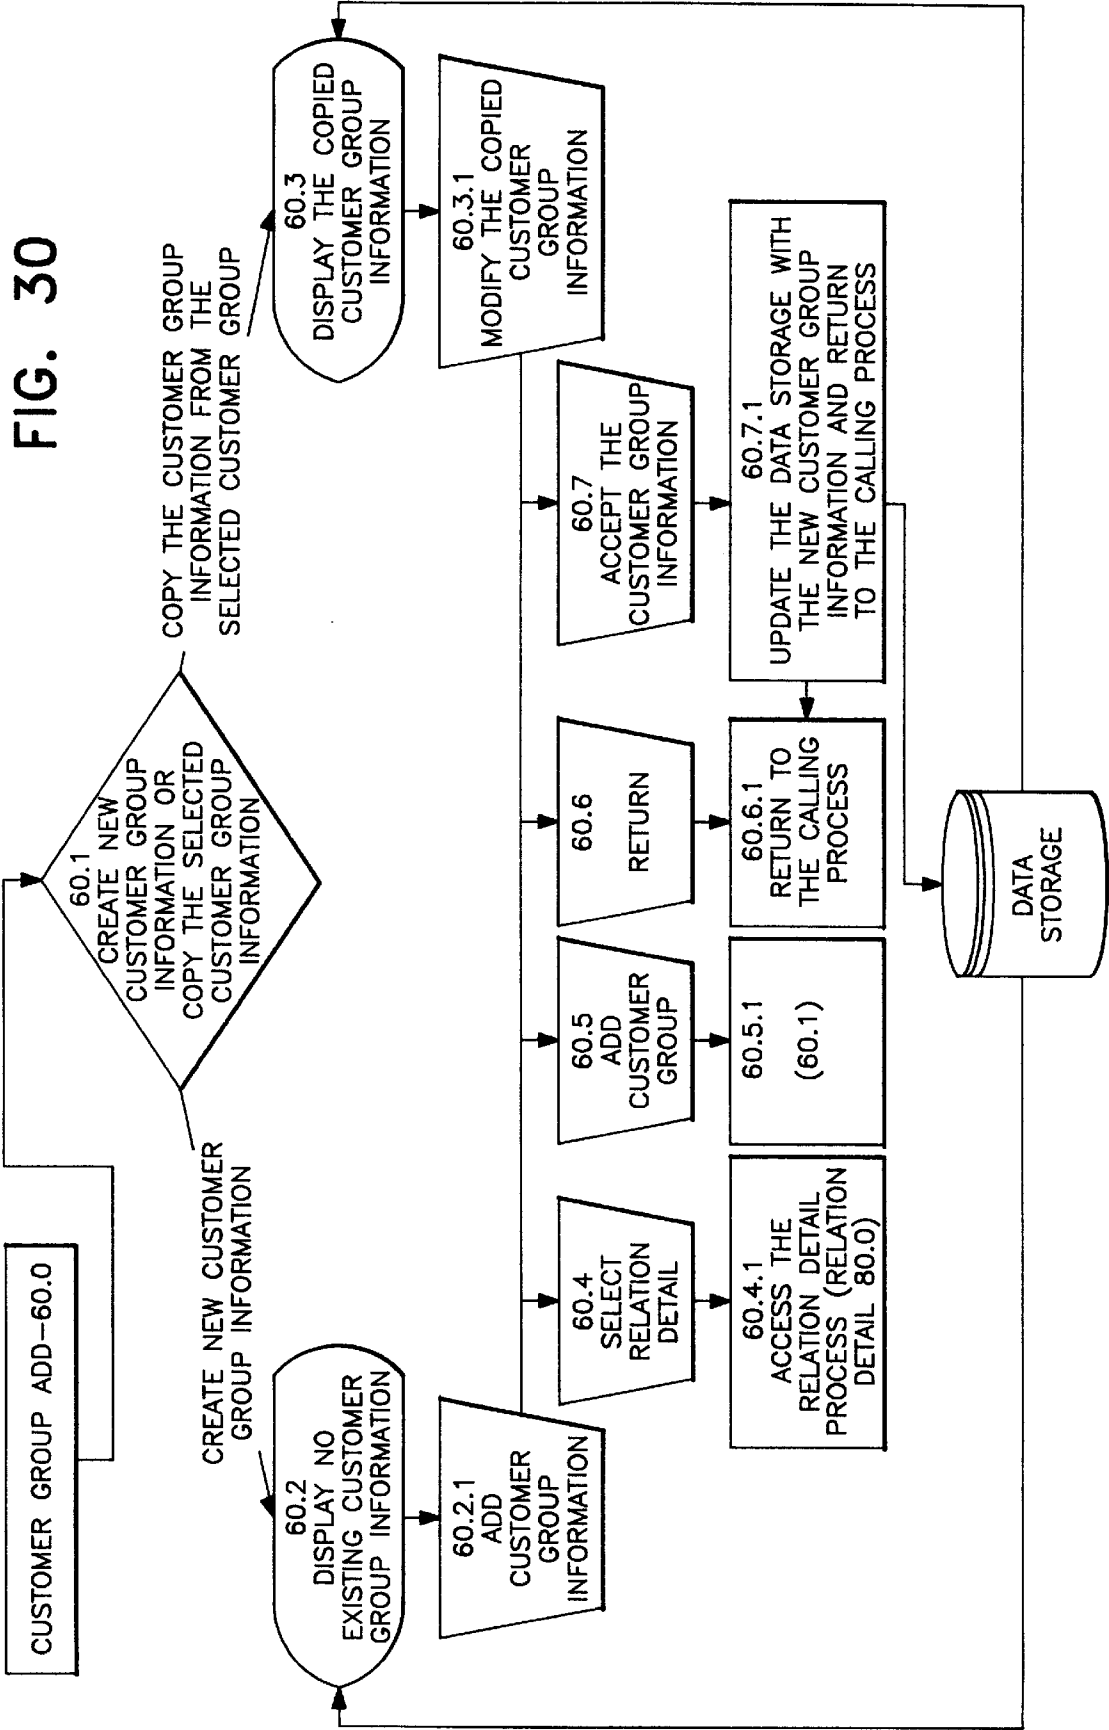 FIG. 30
CUSTOMER GROUP ADD-60.0
60.1
CREATE NEW
CUSTOMER GROUP
INFORMATION OR
COPY THE SELECTED
CUSTOMER GROUP
INFORMATION
CREATE NEW CUSTOMER
GROUP INFORMATION
COPY THE CUSTOMER GROUP
INFORMATION FROM THE
SELECTED CUSTOMER GROUP
60.2
DISPLAY NO
EXISTING CUSTOMER
GROUP INFORMATION
60.3
DISPLAY THE COPIED
CUSTOMER GROUP
INFORMATION
60.2.1
ADD
CUSTOMER
GROUP
INFORMATION
60.3.1
MODIFY THE COPIED
CUSTOMER
GROUP
INFORMATION
60.4
SELECT
RELATION
DETAIL
60.5
ADD
CUSTOMER
GROUP
60.6
RETURN
60.7
ACCEPT THE
CUSTOMER GROUP
INFORMATION
60.4.1
ACCESS THE
RELATION DETAIL
PROCESS (RELATION
DETAIL 80.0)
60.5.1
(60.1)
60.6.1
RETURN TO
THE CALLING
PROCESS
60.7.1
UPDATE THE DATA STORAGE WITH
THE NEW CUSTOMER GROUP
INFORMATION AND RETURN
TO THE CALLING PROCESS
DATA
STORAGE